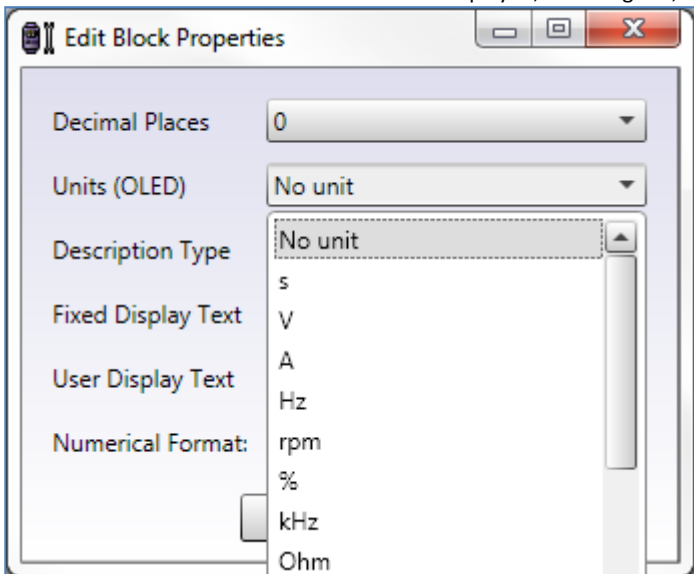 Edit Block Properties
Decimal Places 0
Units (OLED) No unit
Description Type No unit
s
Fixed Display Text V
A
User Display Text
Hz
Numerical Format: rpm
%
kHz
Ohm